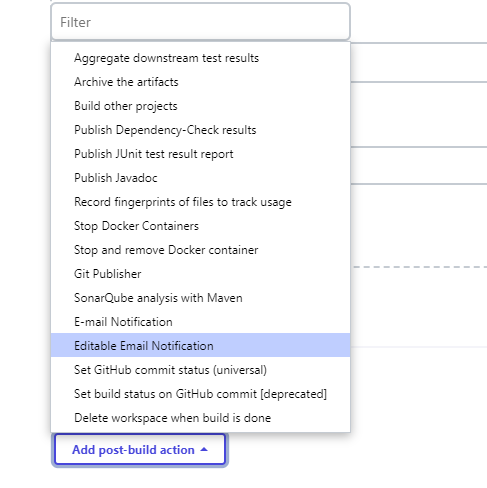 Filter
Aggregate downstream test results
Archive the artifacts
Build other projects
Publish Dependency-Check results
Publish JUnit test result report
Publish Javadoc
Record fingerprints of files to track usage
Stop Docker Containers
Stop and remove Docker container
Git Publisher
SonarQube analysis with Maven
E-mail Notification
Editable Email Notification
Set GitHub commit status (universal)
Set build status on GitHub commit [deprecated]
Delete workspace when build is done
Add post-build action